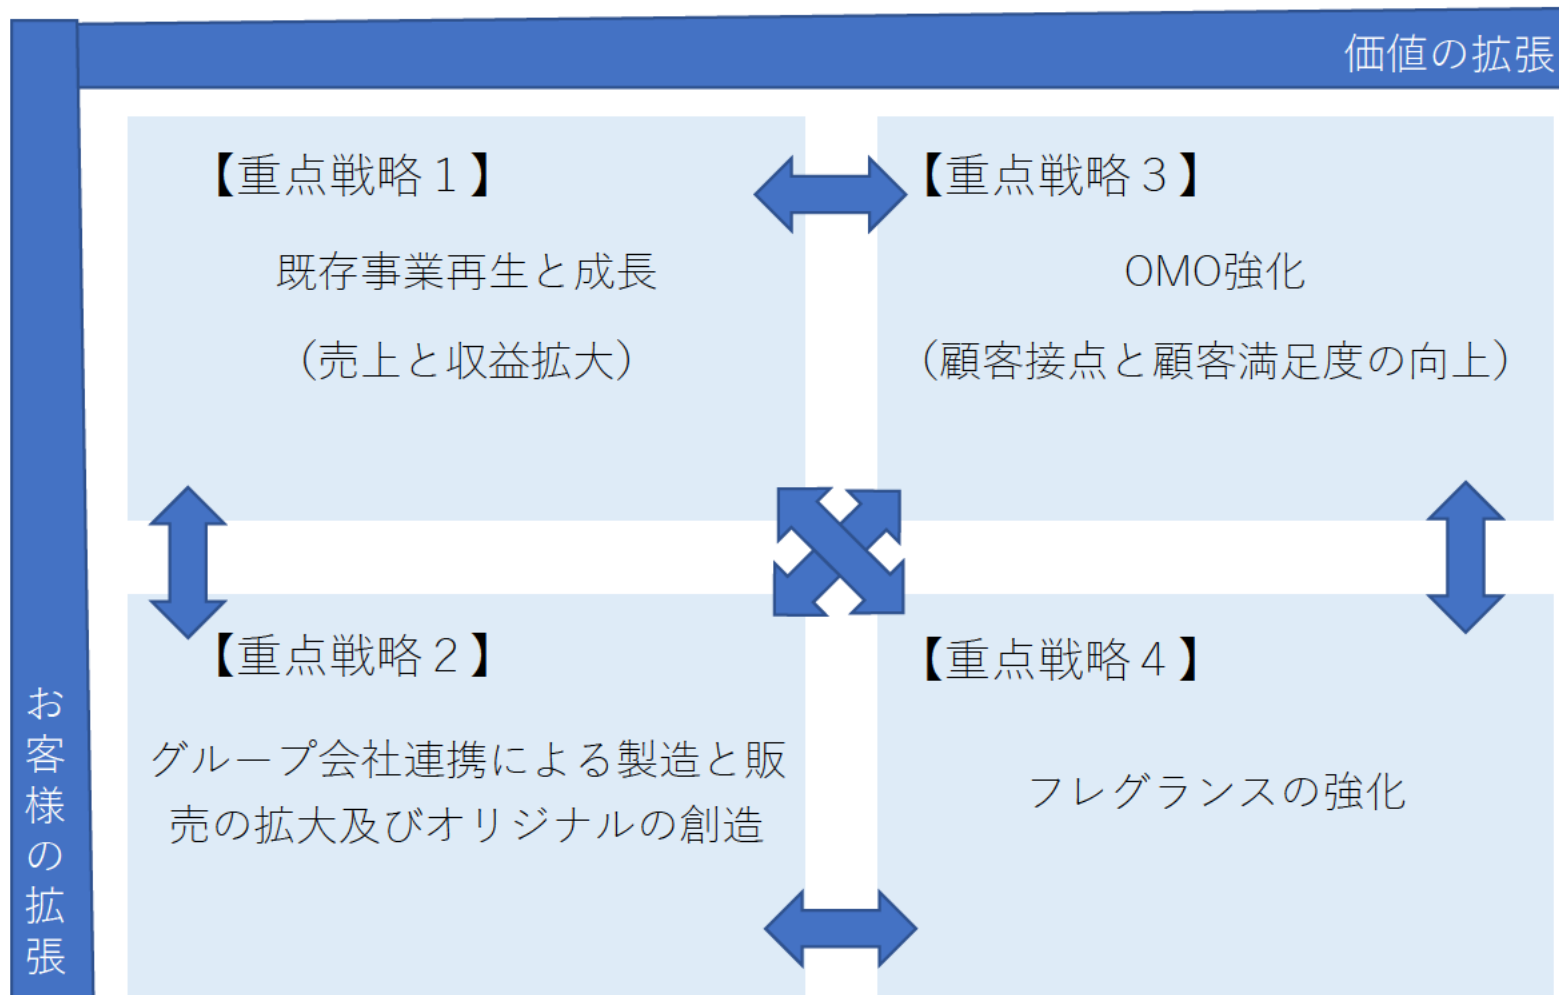 価値の拡張
【重点戦略１】
既存事業再生と成長
（売上と収益拡大）
【重点戦略３】
OMO強化
（顧客接点と顧客満足度の向上）
【重点戦略２】
グループ会社連携による製造と販
売の拡大及びオリジナルの創造
【重点戦略４】
フレグランスの強化
お客様の拡張